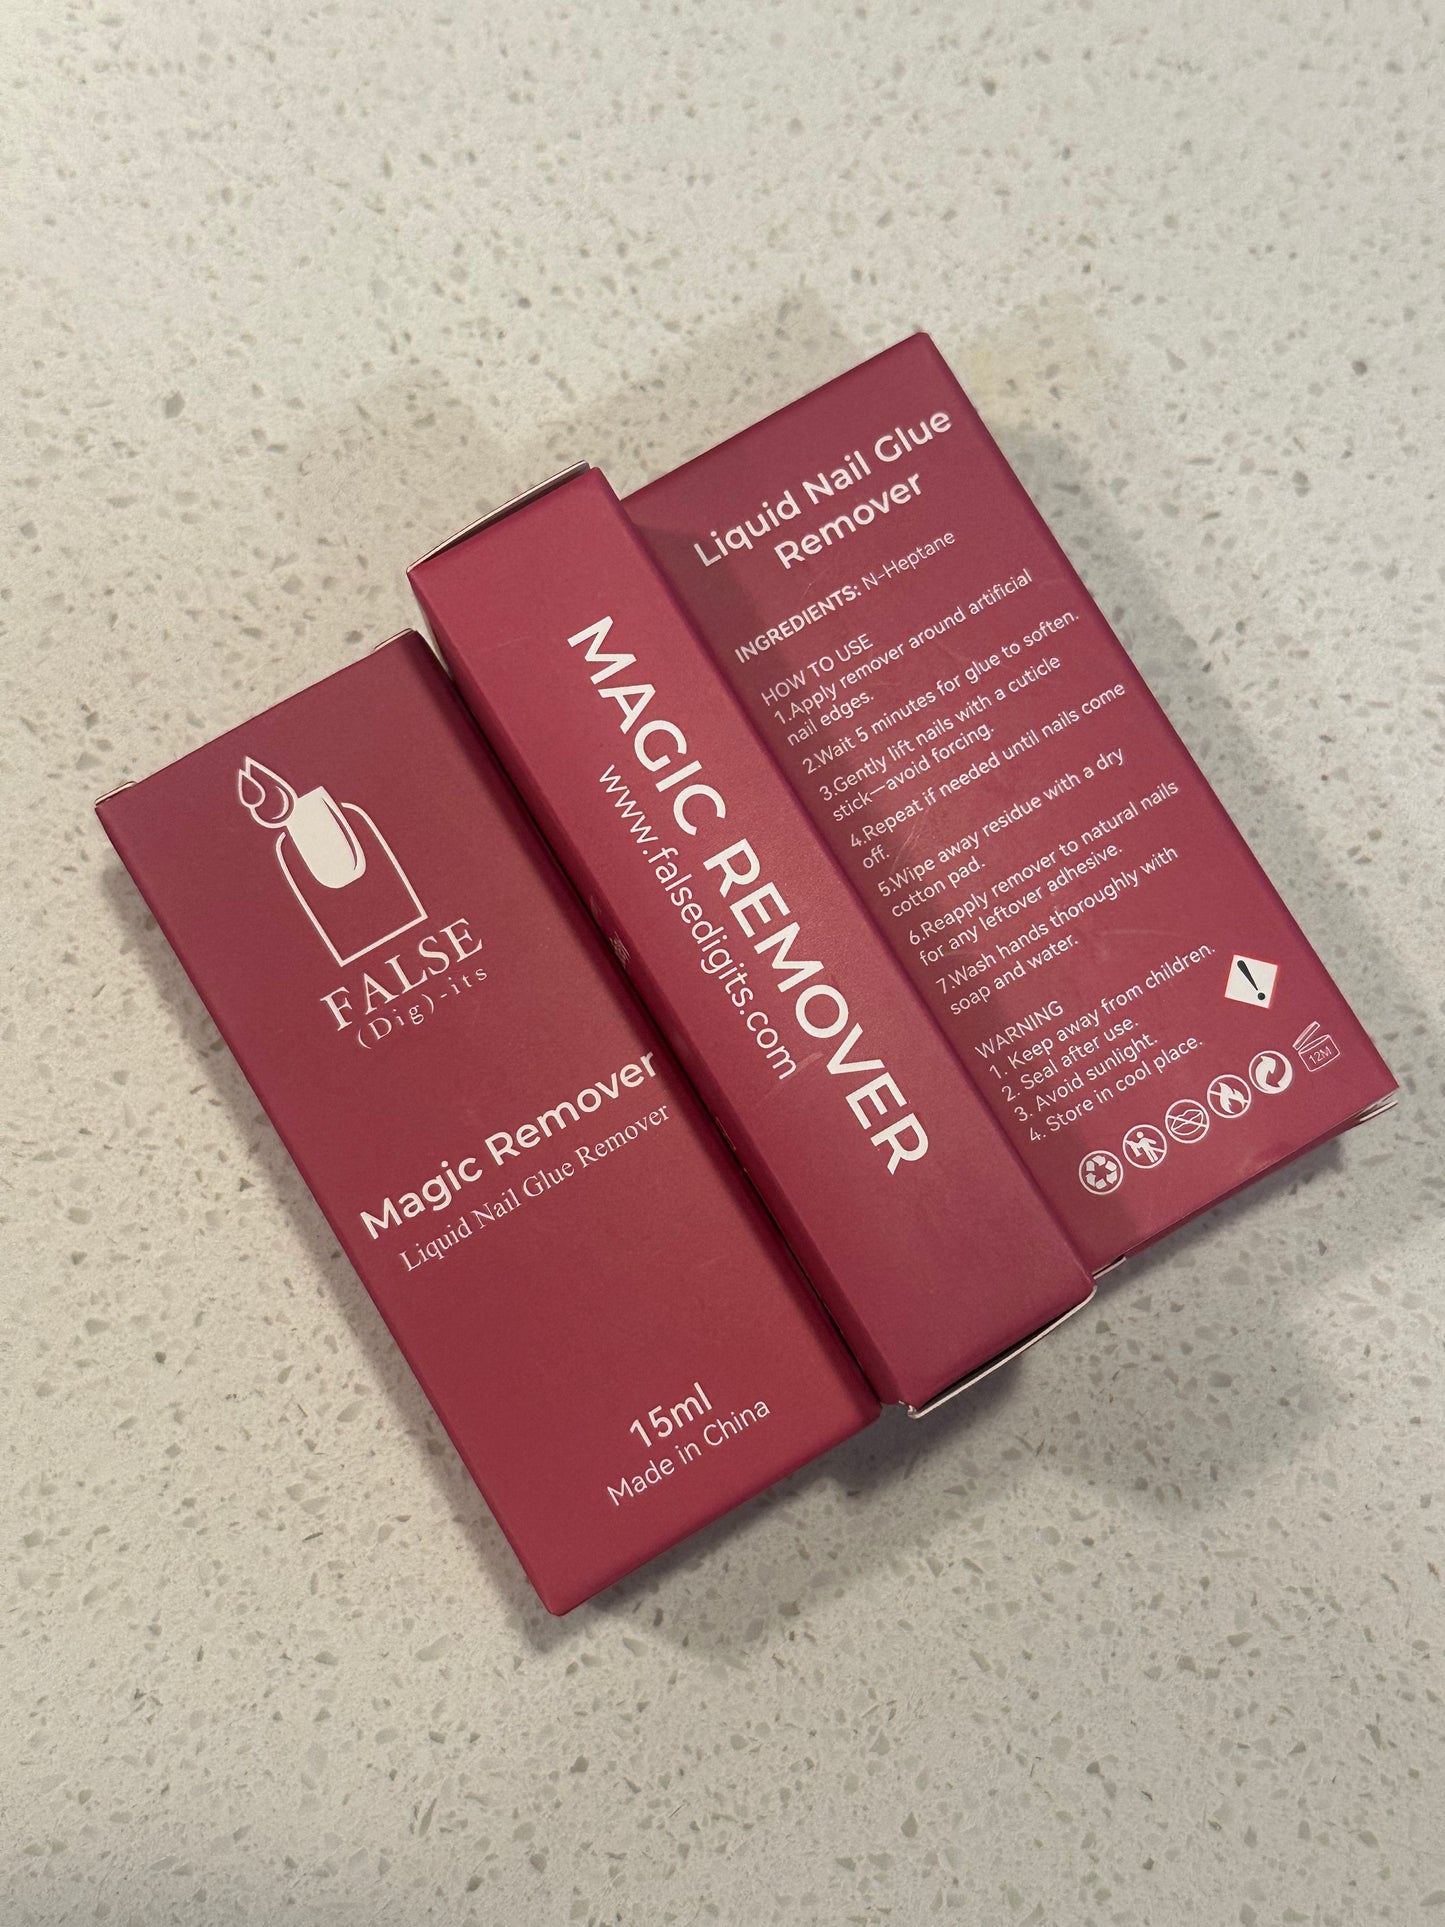 FALSE
(Dig)-its
Magic Remover
Liquid Nail Glue Remover
15ml
Made in China
MAGIC REMOVER
www.falsedigits.com
Liquid Nail Glue
Remover
INGREDIENTS: N-Heptane
HOW TO USE
1.Apply remover around artificial
nail edges.
2.Wait 5 minutes for glue to soften.
3.Gently lift nails with a cuticle
stick—avoid forcing.
4.Repeat if needed until nails come
off.
5.Wipe away residue with a dry
cotton pad.
6.Reapply remover to natural nails
for any leftover adhesive.
7.Wash hands thoroughly with
soap and water.
WARNING
1. Keep away from children.
2. Seal after use.
3. Avoid sunlight.
4. Store in cool place.
12M